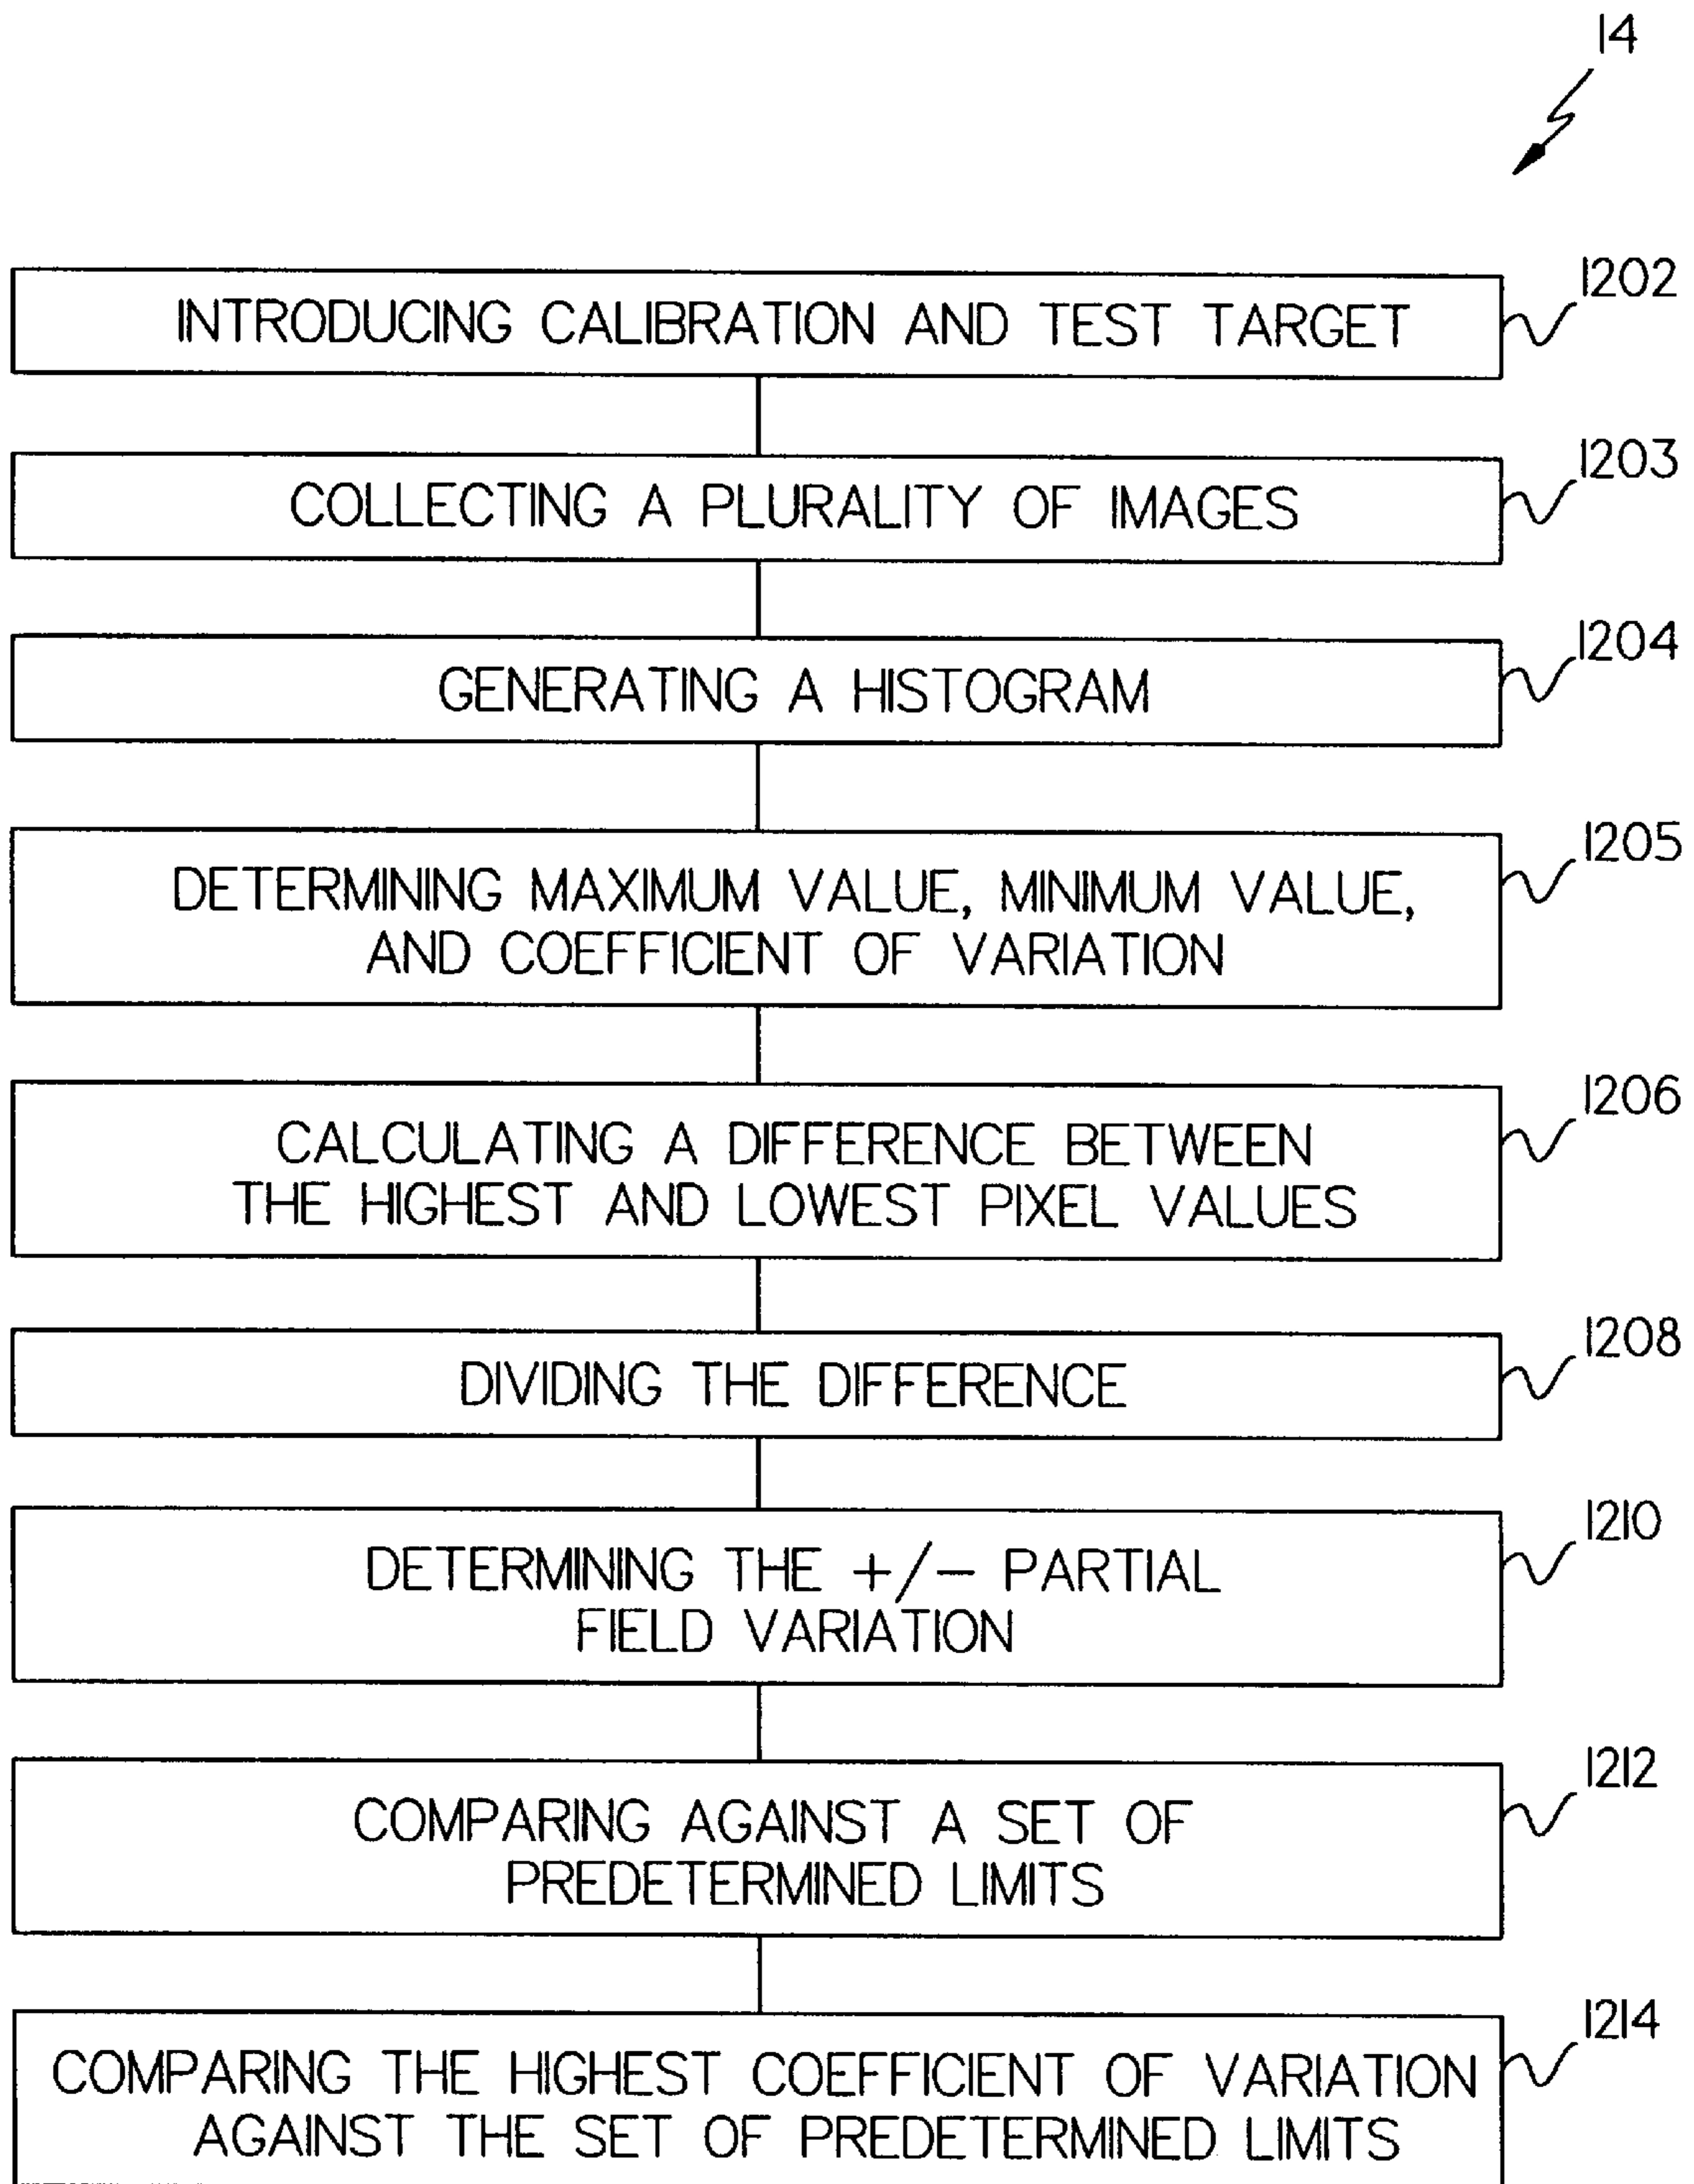 14
1202
INTRODUCING CALIBRATION AND TEST TARGET
1203
COLLECTING A PLURALITY OF IMAGES
1204
GENERATING A HISTOGRAM
1205
DETERMINING MAXIMUM VALUE, MINIMUM VALUE,
AND COEFFICIENT OF VARIATION
1206
CALCULATING A DIFFERENCE BETWEEN
THE HIGHEST AND LOWEST PIXEL VALUES
1208
DIVIDING THE DIFFERENCE
1210
DETERMINING THE +/- PARTIAL
FIELD VARIATION
1212
COMPARING AGAINST A SET OF
PREDETERMINED LIMITS
1214
COMPARING THE HIGHEST COEFFICIENT OF VARIATION
AGAINST THE SET OF PREDETERMINED LIMITS